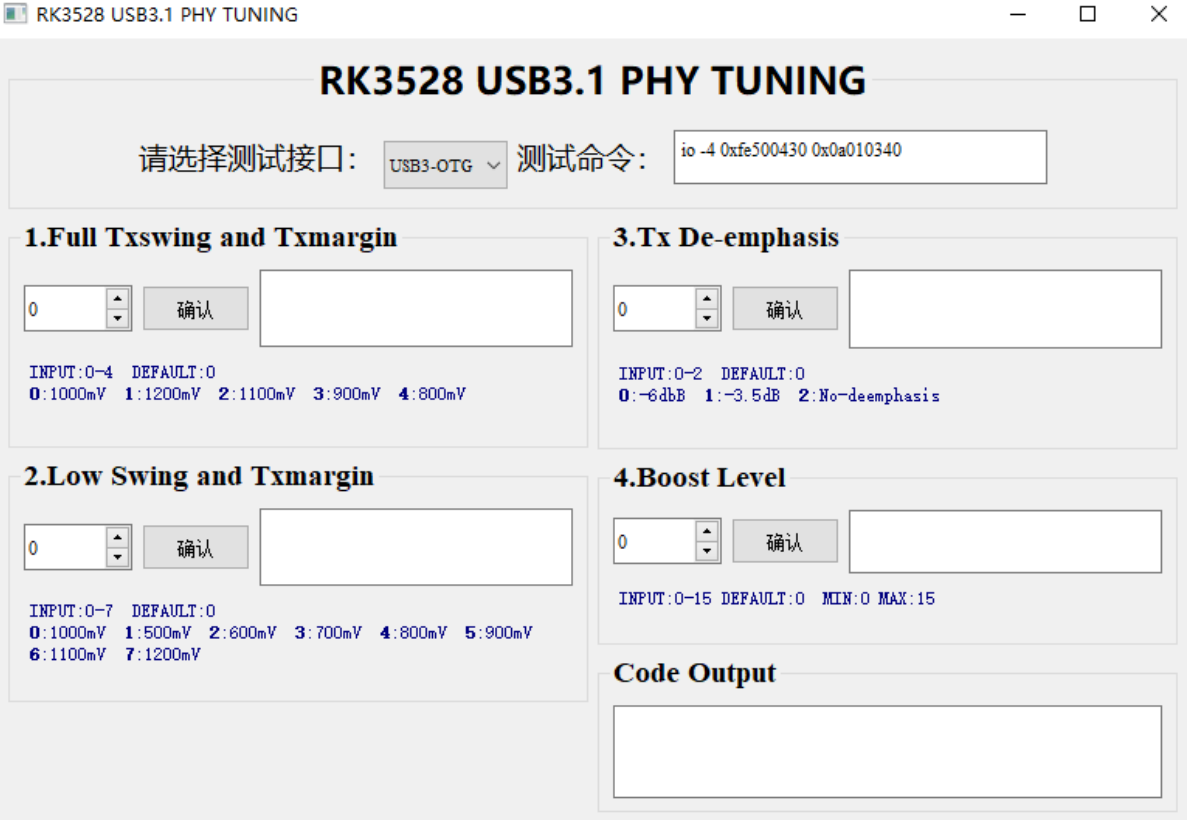 RK3528 USB3.1 PHY TUNING
RK3528 USB3.1 PHY TUNING
请选择测试接口： USB3-OTG 测试命令： io -4 0xfe500430 0x0a010340
1.Full Txswing and Txmargin
0 确认
INPUT:0-4 DEFAULT:0
0:1000mV 1:1200mV 2:1100mV 3:900mV 4:800mV
2.Low Swing and Txmargin
0 确认
INPUT:0-7 DEFAULT:0
0:1000mV 1:500mV 2:600mV 3:700mV 4:800mV 5:900mV
6:1100mV 7:1200mV
3.Tx De-emphasis
0 确认
INPUT:0-2 DEFAULT:0
0:-6dbB 1:-3.5dB 2:No-deemphasis
4.Boost Level
0 确认
INPUT:0-15 DEFAULT:0 MIN:0 MAX:15
Code Output